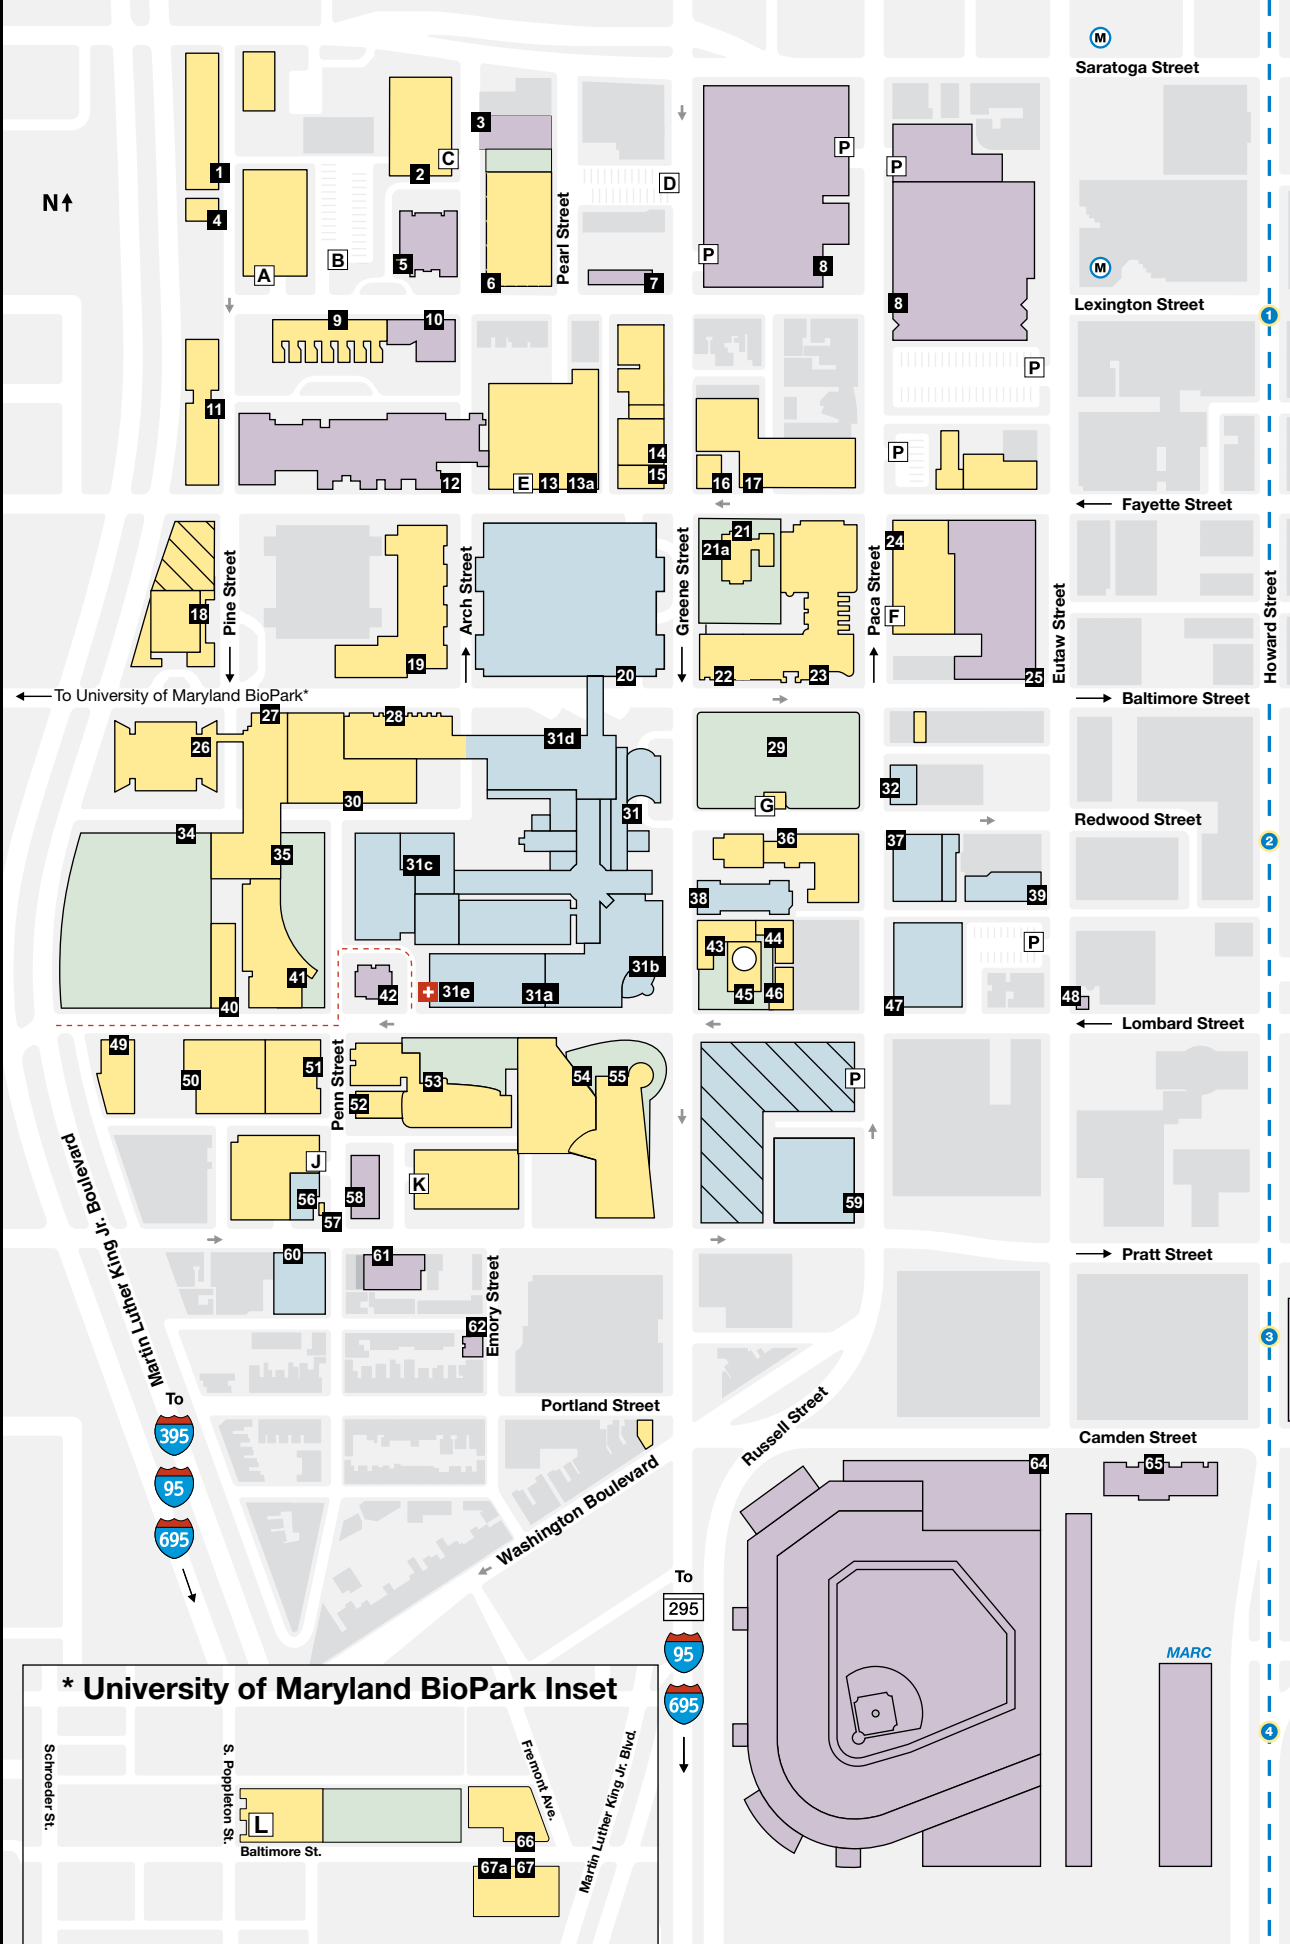 M
Saratoga Street
3
C
1
2
P
P
D
N
4
Pearl Street
B
5
A
6
7
P
8
M
8
Lexington Street
1
9
10
P
11
14
P
15
12
E
13
13a
16
17
Fayette Street
21
21a
24
18
Pine Street
Arch Street
Greene Street
Paca Street
F
Eutaw Street
Howard Street
19
20
22
23
25
To University of Maryland BioPark*
Baltimore Street
27
28
26
31d
29
32
30
G
31
Redwood Street
34
35
36
37
2
31c
38
39
43
44
P
41
42
31e
31a
31b
45
46
47
48
40
Lombard Street
49
50
51
Penn Street
52
53
54
55
P
J
K
56
57
58
59
Martin Luther King Jr. Boulevard
60
61
Pratt Street
62
Emory Street
3
To
Portland Street
395
Russell Street
Camden Street
64
65
95
Washington Boulevard
695
To
295
95
MARC
695
4
* University of Maryland BioPark Inset
Schroeder St.
S. Poppleton St.
Fremont Ave.
Martin Luther King Jr. Blvd.
L
66
Baltimore St.
67a
67